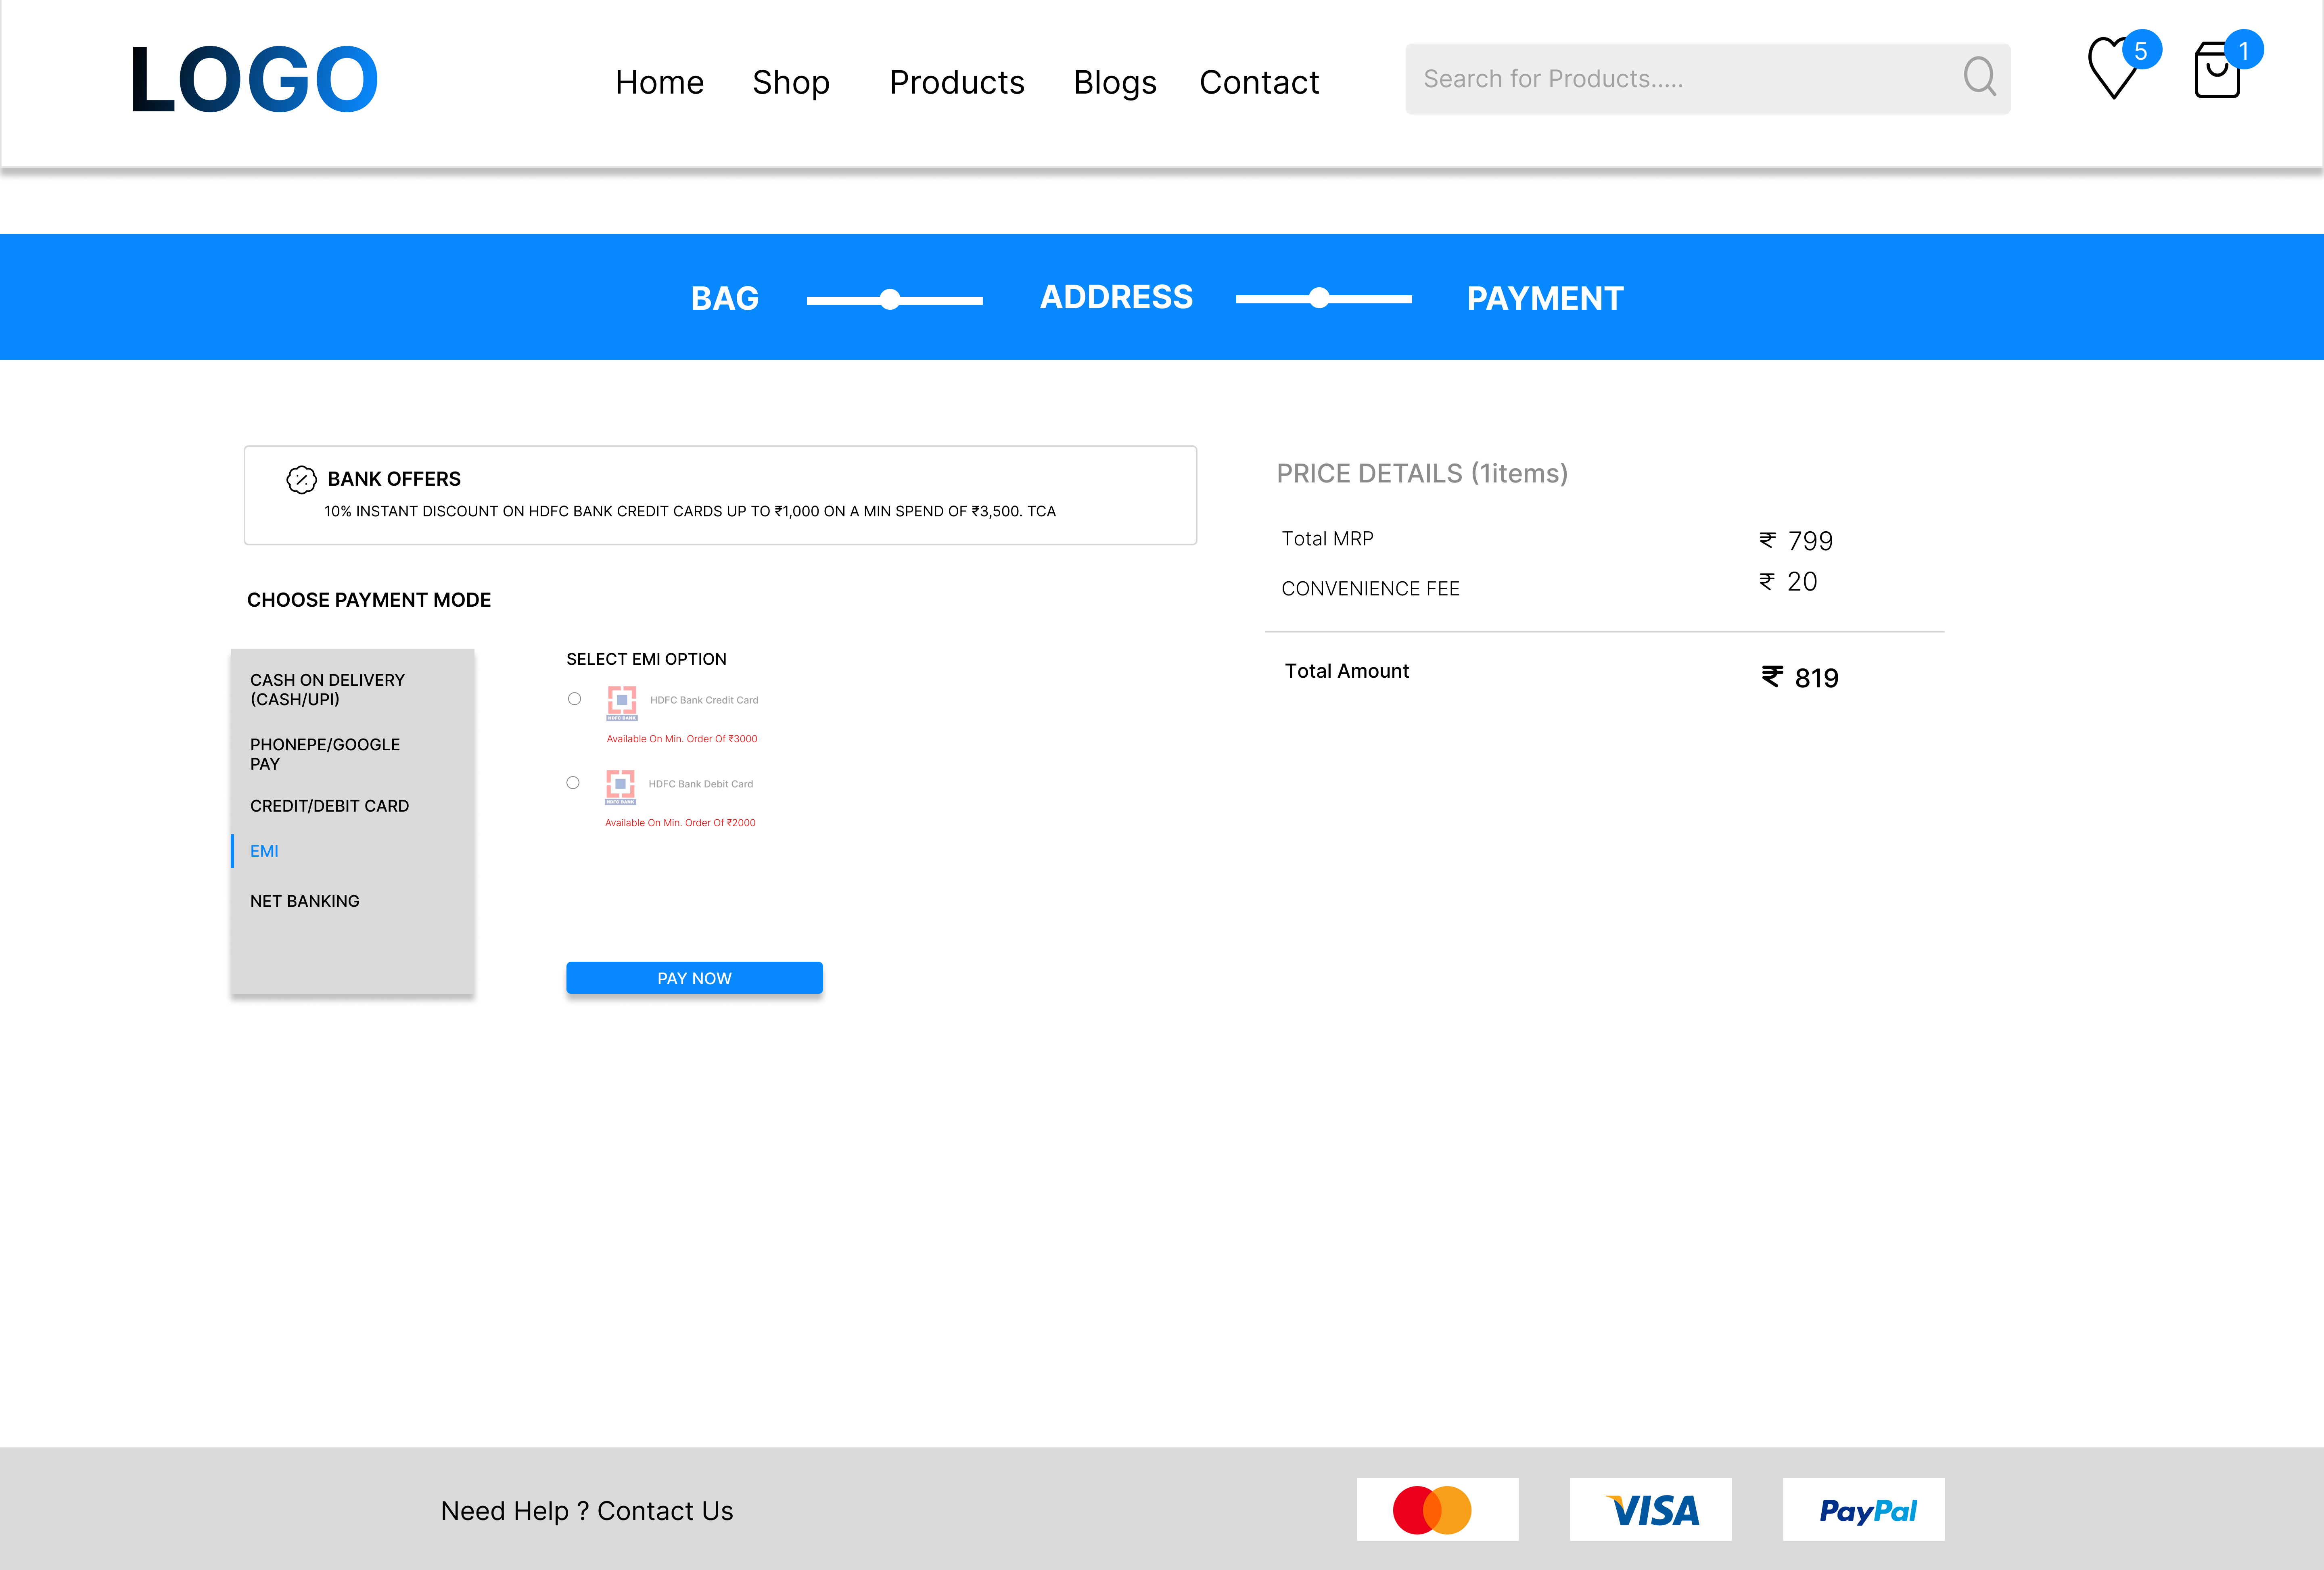 LOGO
Home Shop Products Blogs Contact
Search for Products.....
5
1
BAG ADDRESS PAYMENT
BANK OFFERS
10% INSTANT DISCOUNT ON HDFC BANK CREDIT CARDS UP TO ₹1,000 ON A MIN SPEND OF ₹3,500. TCA
CHOOSE PAYMENT MODE
CASH ON DELIVERY
(CASH/UPI)
PHONEPE/GOOGLE
PAY
CREDIT/DEBIT CARD
EMI
NET BANKING
SELECT EMI OPTION
HDFC BANK
HDFC Bank Credit Card
Available On Min. Order Of ₹3000
HDFC BANK
HDFC Bank Debit Card
Available On Min. Order Of ₹2000
PAY NOW
PRICE DETAILS (1items)
Total MRP ₹ 799
CONVENIENCE FEE ₹ 20
Total Amount ₹ 819
Need Help ? Contact Us
VISA
PayPal